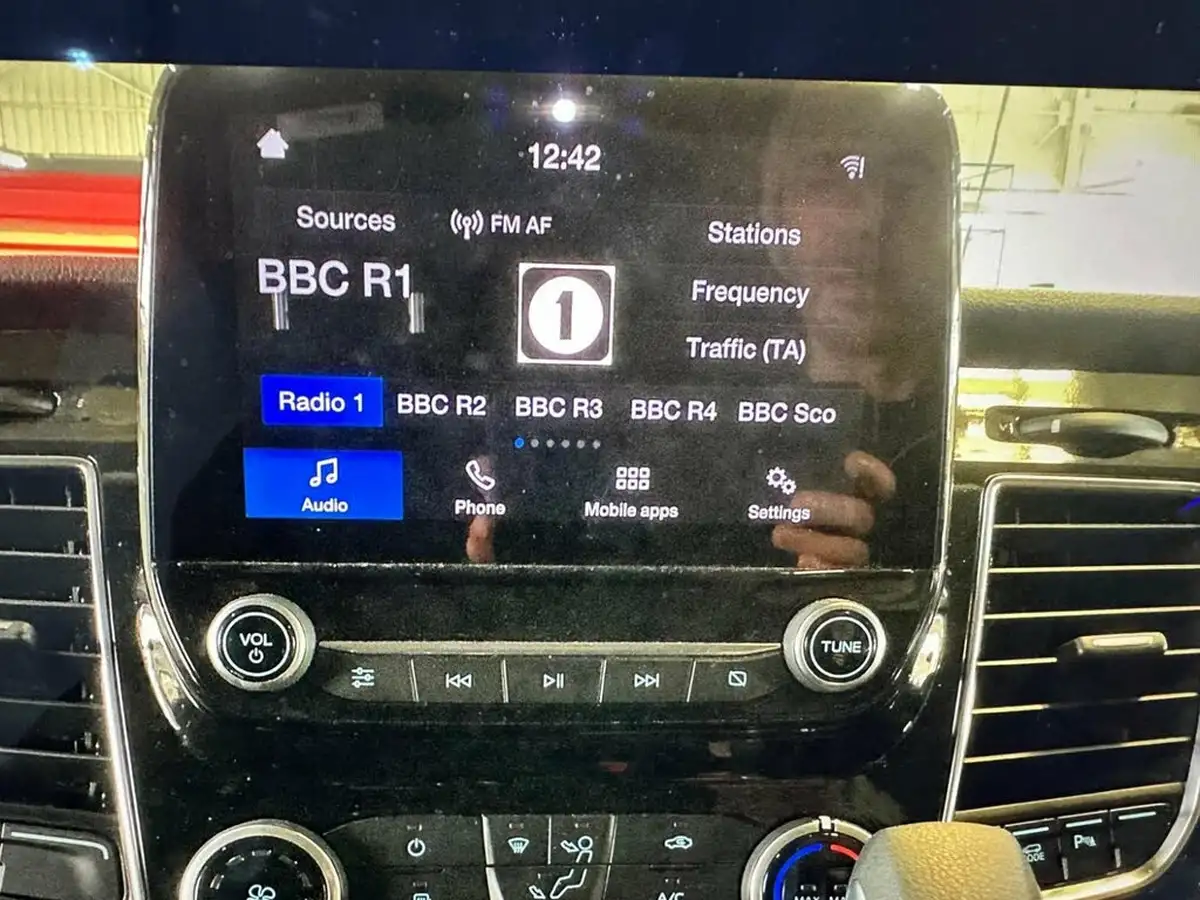 12:42
Sources FM AF Stations
BBC R1 1 Frequency
Traffic (TA)
Radio 1 BBC R2 BBC R3 BBC R4 BBC Sco
Audio Phone Mobile apps Settings
VOL TUNE
A/C MAX